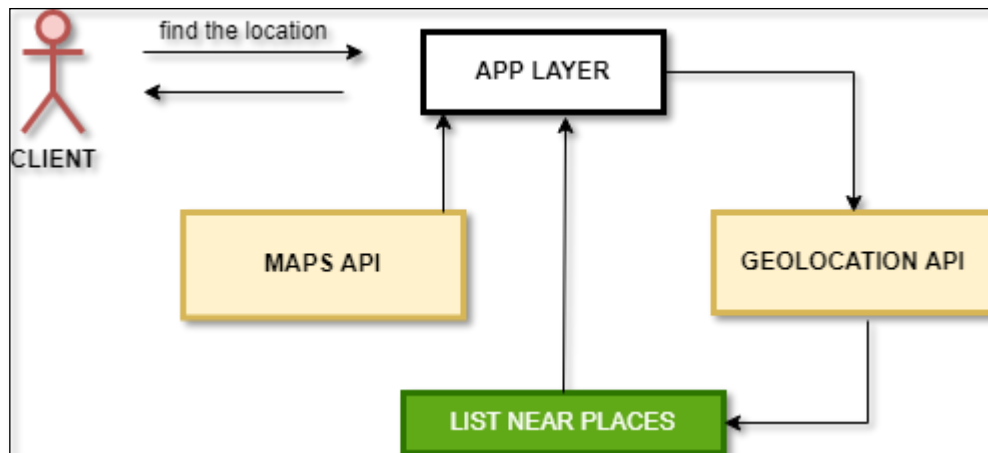 find the location
APP LAYER
CLIENT
MAPS API
GEOLOCATION API
LIST NEAR PLACES